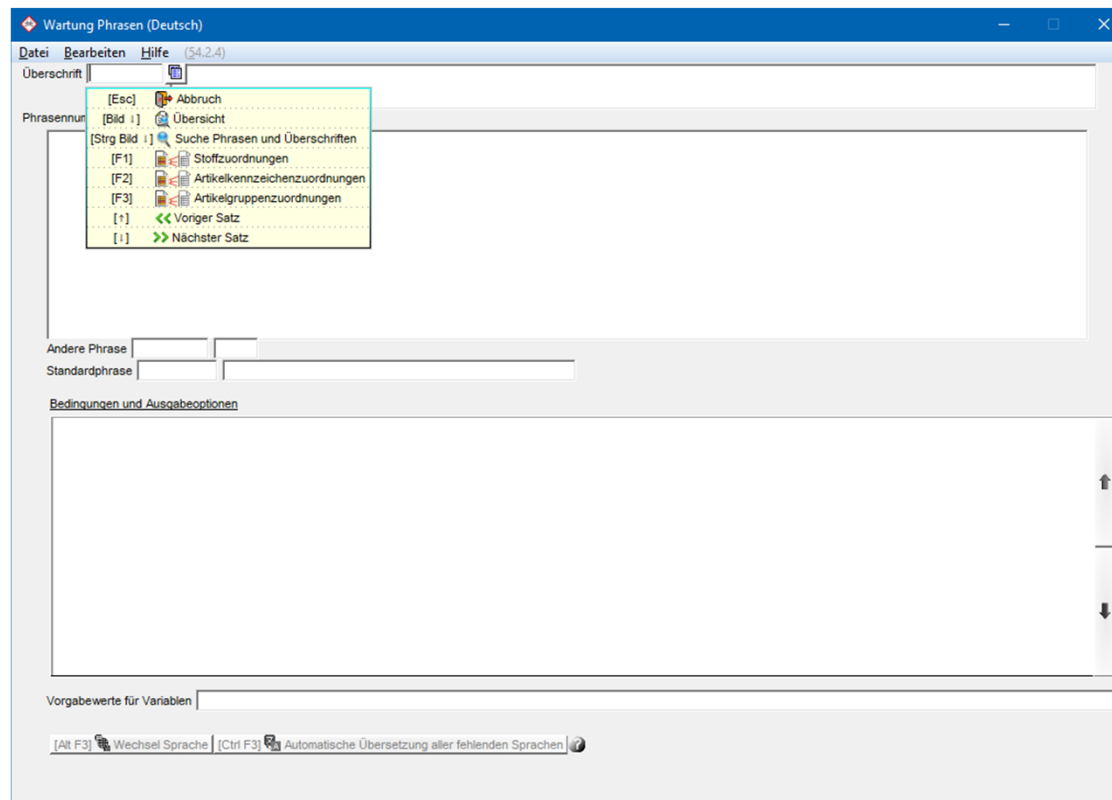 Wartung Phrasen (Deutsch)
Datei Bearbeiten Hilfe (54.2.4)
Überschrift
[Esc] Abbruch
Phrasennum
[Bild ↓] Übersicht
[Strg Bild ↓] Suche Phrasen und Überschriften
[F1] Stoffzuordnungen
[F2] Artikelkennzeichenzuordnungen
[F3] Artikelgruppenzuordnungen
[↑] Voriger Satz
[↓] Nächster Satz
Andere Phrase
Standardphrase
Bedingungen und Ausgabeoptionen
Vorgabewerte für Variablen
[Alt F3] Wechsel Sprache [Ctrl F3] Automatische Übersetzung aller fehlenden Sprachen